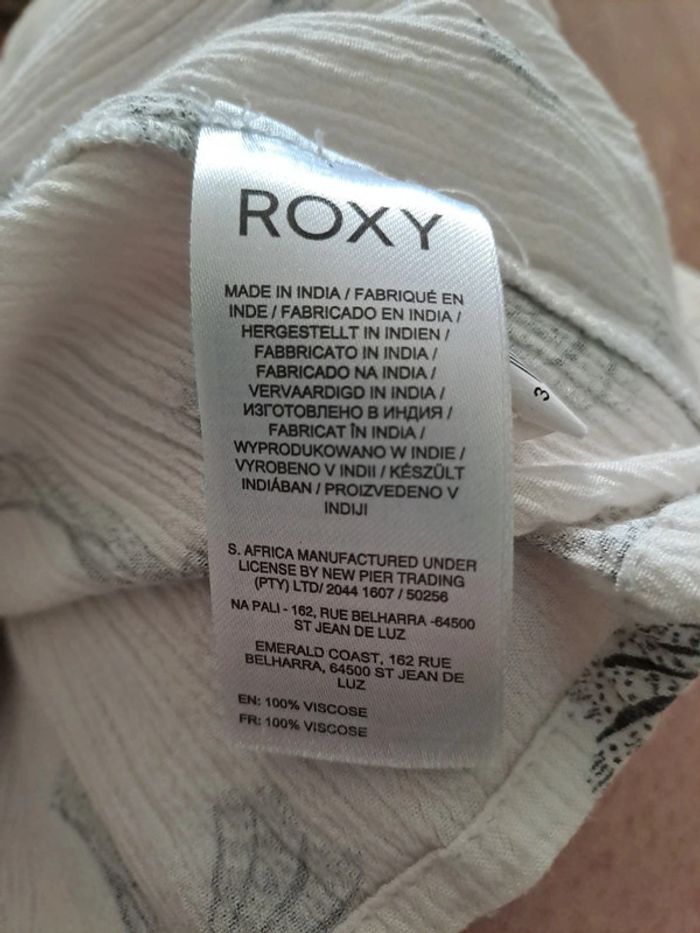 ROXY
MADE IN INDIA / FABRIQUÉ EN
INDE / FABRICADO EN INDIA /
HERGESTELLT IN INDIEN /
FABBRICATO IN INDIA /
FABRICADO NA INDIA /
VERVAARDIGD IN INDIA /
ИЗГОТОВЛЕНО В ИНДИЯ /
FABRICAT ÎN INDIA /
WYPRODUKOWANO W INDIE /
VYROBENO V INDII / KÉSZÜLT
INDIÁBAN / PROIZVEDENO V
INDIJI
S. AFRICA MANUFACTURED UNDER
LICENSE BY NEW PIER TRADING
(PTY) LTD/ 2044 1607 / 50256
NA PALI - 162, RUE BELHARRA -64500
ST JEAN DE LUZ
EMERALD COAST, 162 RUE
BELHARRA, 64500 ST JEAN DE
LUZ
EN: 100% VISCOSE
FR: 100% VISCOSE
3